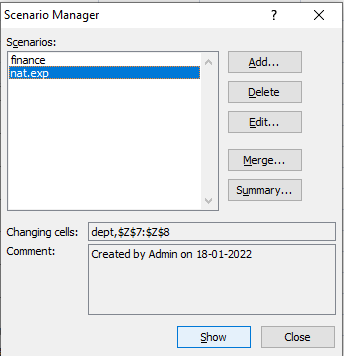 Scenario Manager ? ×
Scenarios:
finance
nat.exp
Add...
Delete
Edit...
Merge...
Summary...
Changing cells: dept,$Z$7:$Z$8
Comment: Created by Admin on 18-01-2022
Show Close